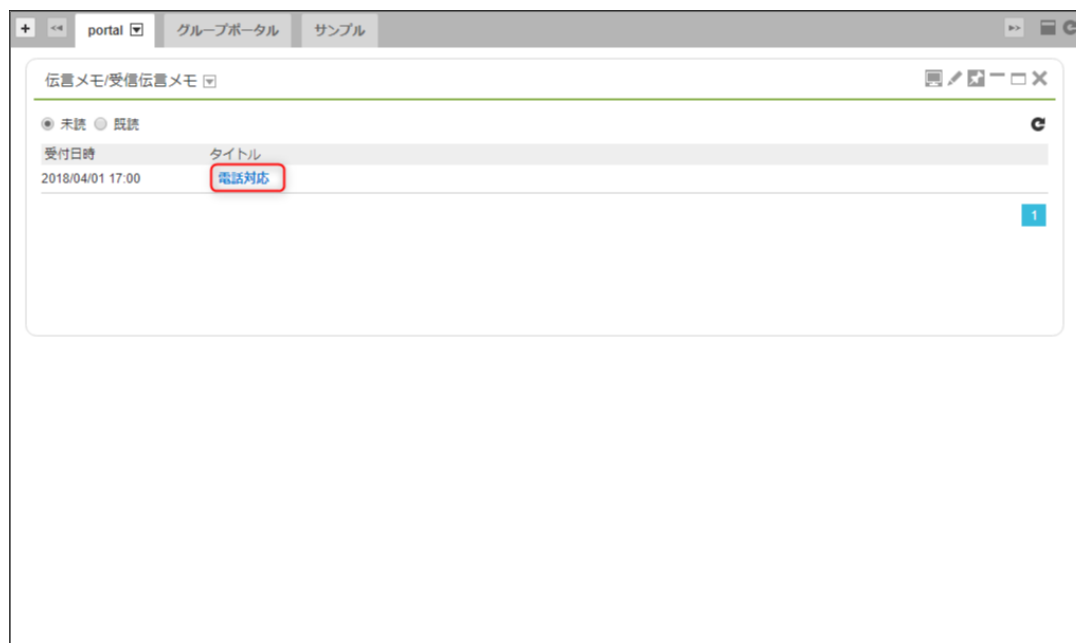 portal グループポータル サンプル
伝言メモ/受信伝言メモ
未読 既読
受付日時 タイトル
2018/04/01 17:00 電話対応
1